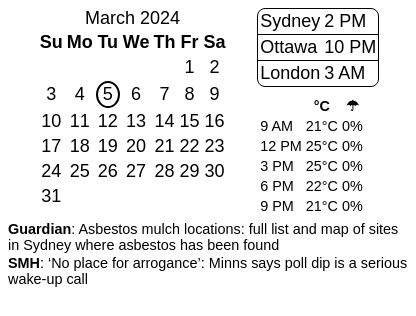 March 2024
Su Mo Tu We Th Fr Sa
1 2
3 4 5 6 7 8 9
10 11 12 13 14 15 16
17 18 19 20 21 22 23
24 25 26 27 28 29 30
31
Sydney 2 PM
Ottawa 10 PM
London 3 AM
°C ☂
9 AM 21°C 0%
12 PM 25°C 0%
3 PM 25°C 0%
6 PM 22°C 0%
9 PM 21°C 0%
Guardian: Asbestos mulch locations: full list and map of sites
in Sydney where asbestos has been found
SMH: ‘No place for arrogance’: Minns says poll dip is a serious
wake-up call